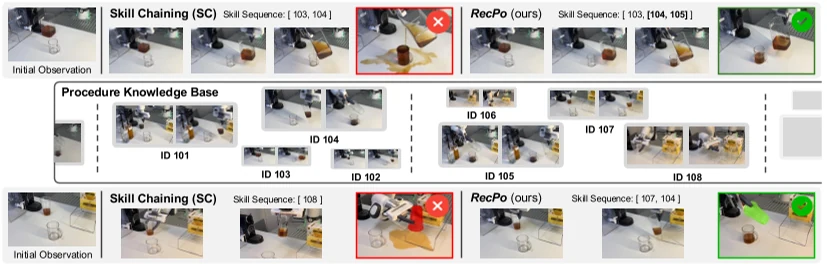 Skill Chaining (SC) Skill Sequence: [ 103, 104 ]
RecPo (ours) Skill Sequence: [ 103, [104, 105] ]
Initial Observation
Procedure Knowledge Base
ID 101
ID 104
ID 103
ID 102
ID 106
ID 107
ID 105
ID 108
Skill Chaining (SC) Skill Sequence: [ 108 ]
RecPo (ours) Skill Sequence: [ 107, 104 ]
Initial Observation